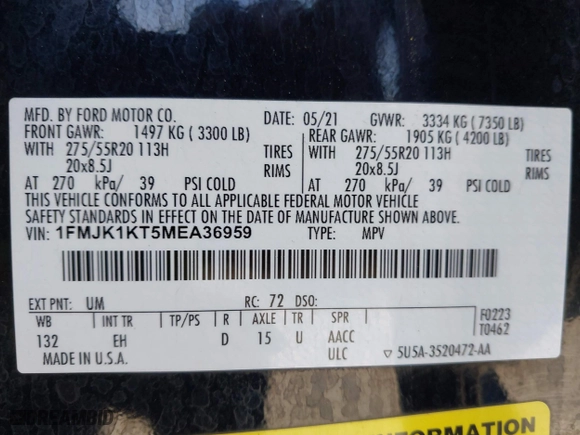 MFD. BY FORD MOTOR CO.
DATE: 05/21 GVWR: 3334 KG ( 7350 LB)
FRONT GAWR: 1497 KG ( 3300 LB) REAR GAWR: 1905 KG ( 4200 LB)
WITH 275/55R20 113H TIRES WITH 275/55R20 113H TIRES
20x8.5J RIMS 20x8.5J RIMS
AT 270 kPa/ 39 PSI COLD AT 270 kPa/ 39 PSI COLD
THIS VEHICLE CONFORMS TO ALL APPLICABLE FEDERAL MOTOR VEHICLE
SAFETY STANDARDS IN EFFECT ON THE DATE OF MANUFACTURE SHOWN ABOVE.
VIN: 1FMJK1KT5MEA36959 TYPE: MPV
EXT PNT: UM RC: 72 DSO:
WB INT TR TP/PS R AXLE TR SPR F0223
T0462
132 EH D 15 U AACC
ULC
MADE IN U.S.A. ▽ SU5A-3520472-AA
INFORMATION
DREAMBID